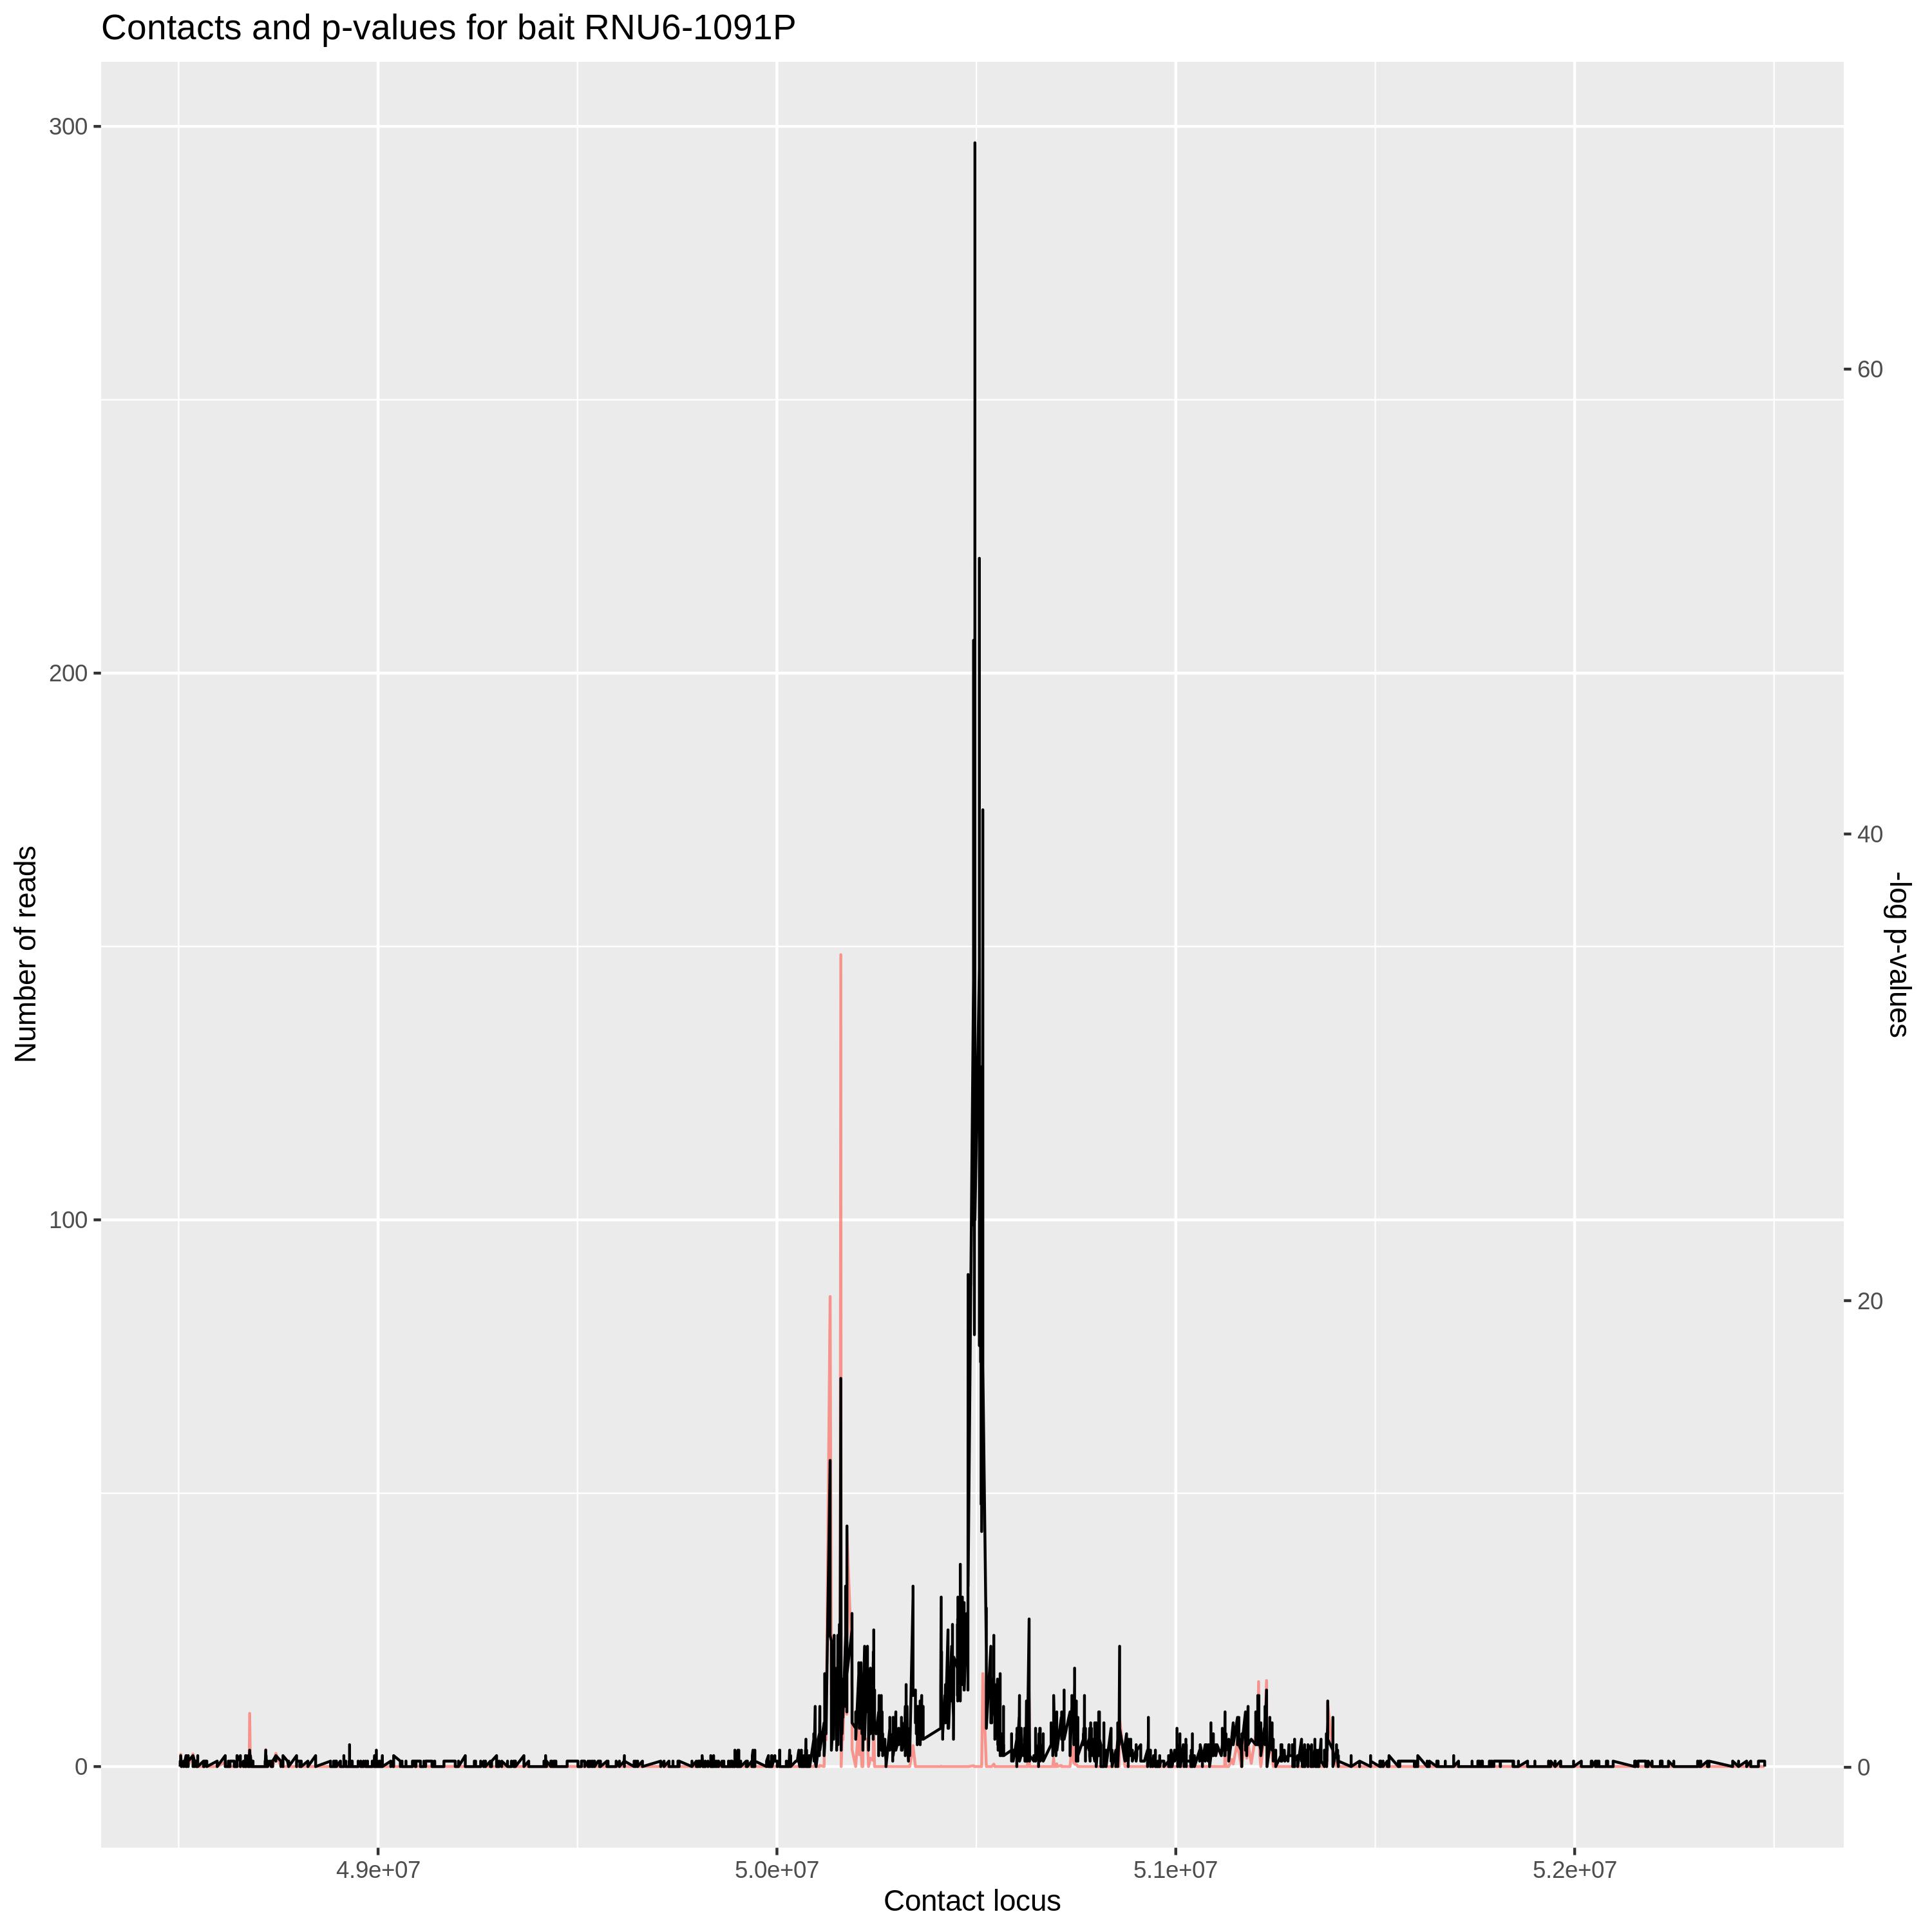 Contacts and p-values for bait RNU6-1091P
300
200
100
0
Number of reads
60
40
20
0
-log p-values
4.9e+07
5.0e+07
5.1e+07
5.2e+07
Contact locus